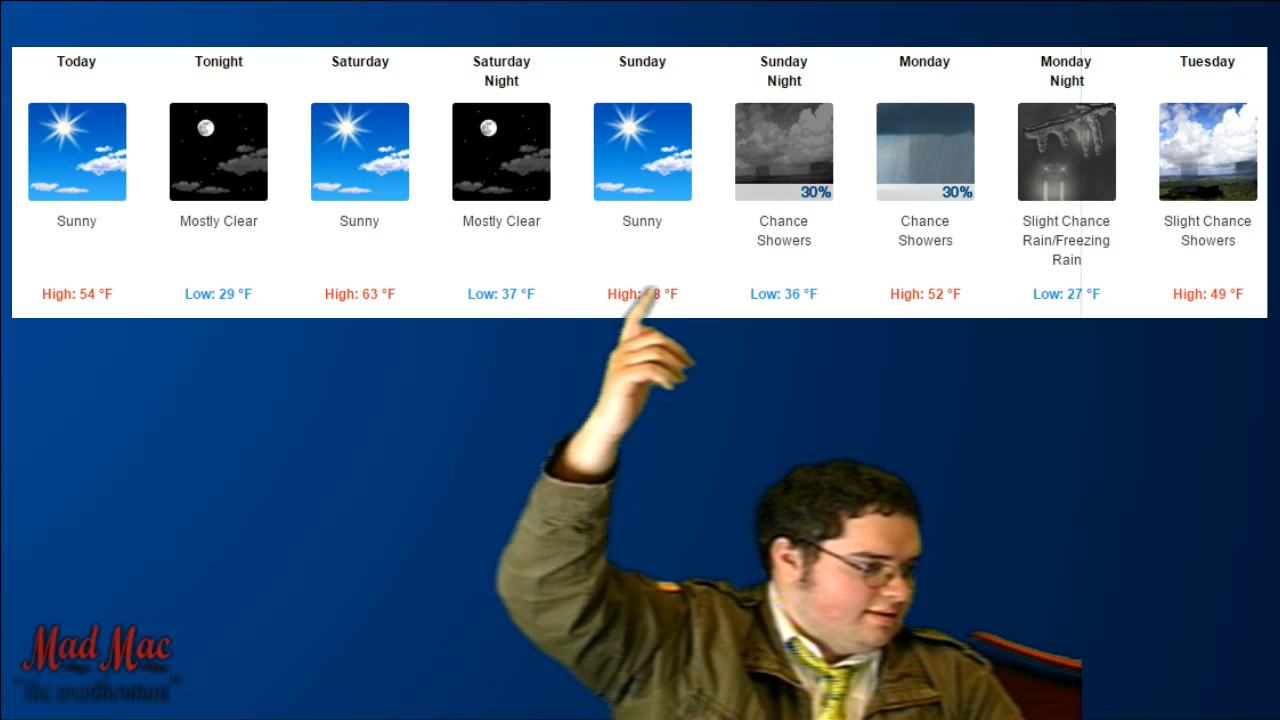 Today Tonight Saturday Saturday Night Sunday Sunday Night Monday Monday Night Tuesday
30% 30%
Sunny Mostly Clear Sunny Mostly Clear Sunny Chance Showers Chance Showers Slight Chance Rain/Freezing Rain Slight Chance Showers
High: 54 °F Low: 29 °F High: 63 °F Low: 37 °F High: °F Low: 36 °F High: 52 °F Low: 27 °F High: 49 °F
Mad Mac